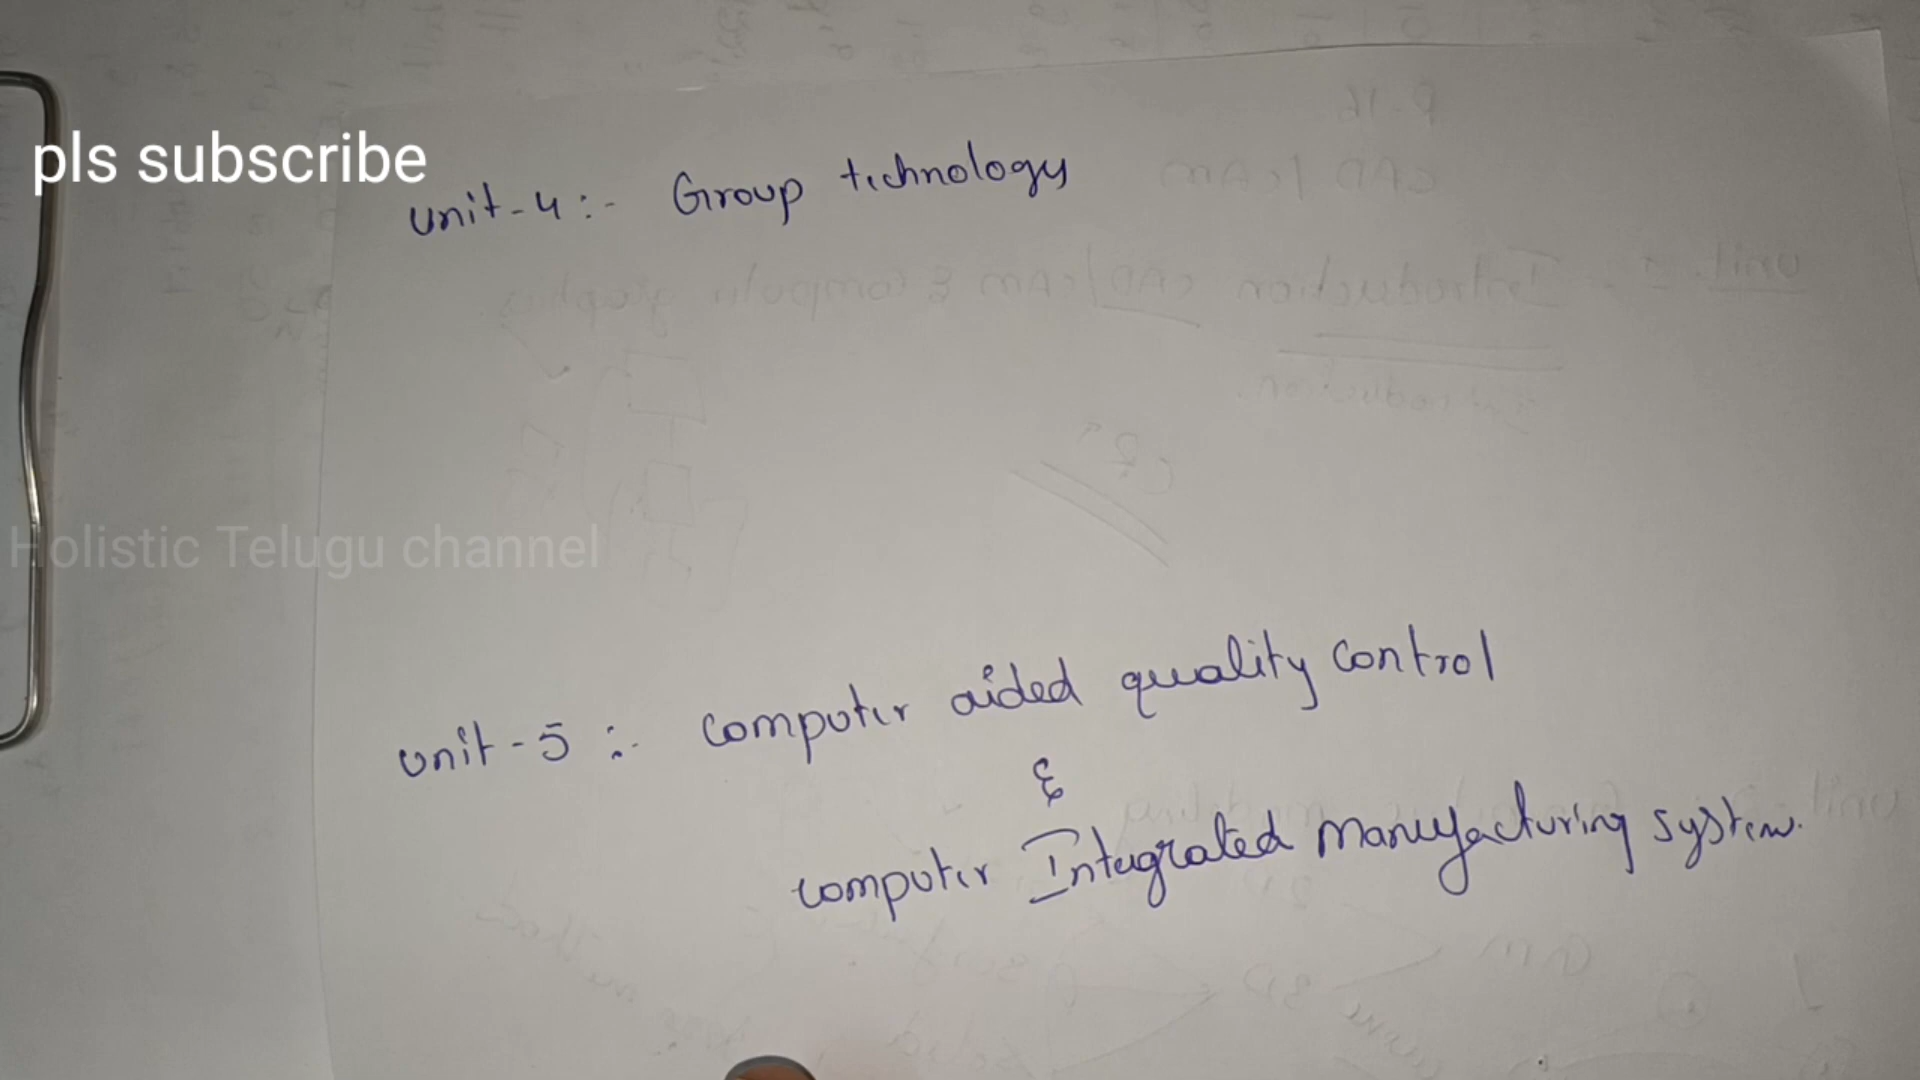 pls subscribe
unit-4:- Group technology
Holistic Telugu channel
unit-5:- computer aided quality control
&
computer Integrated manufacturing system.